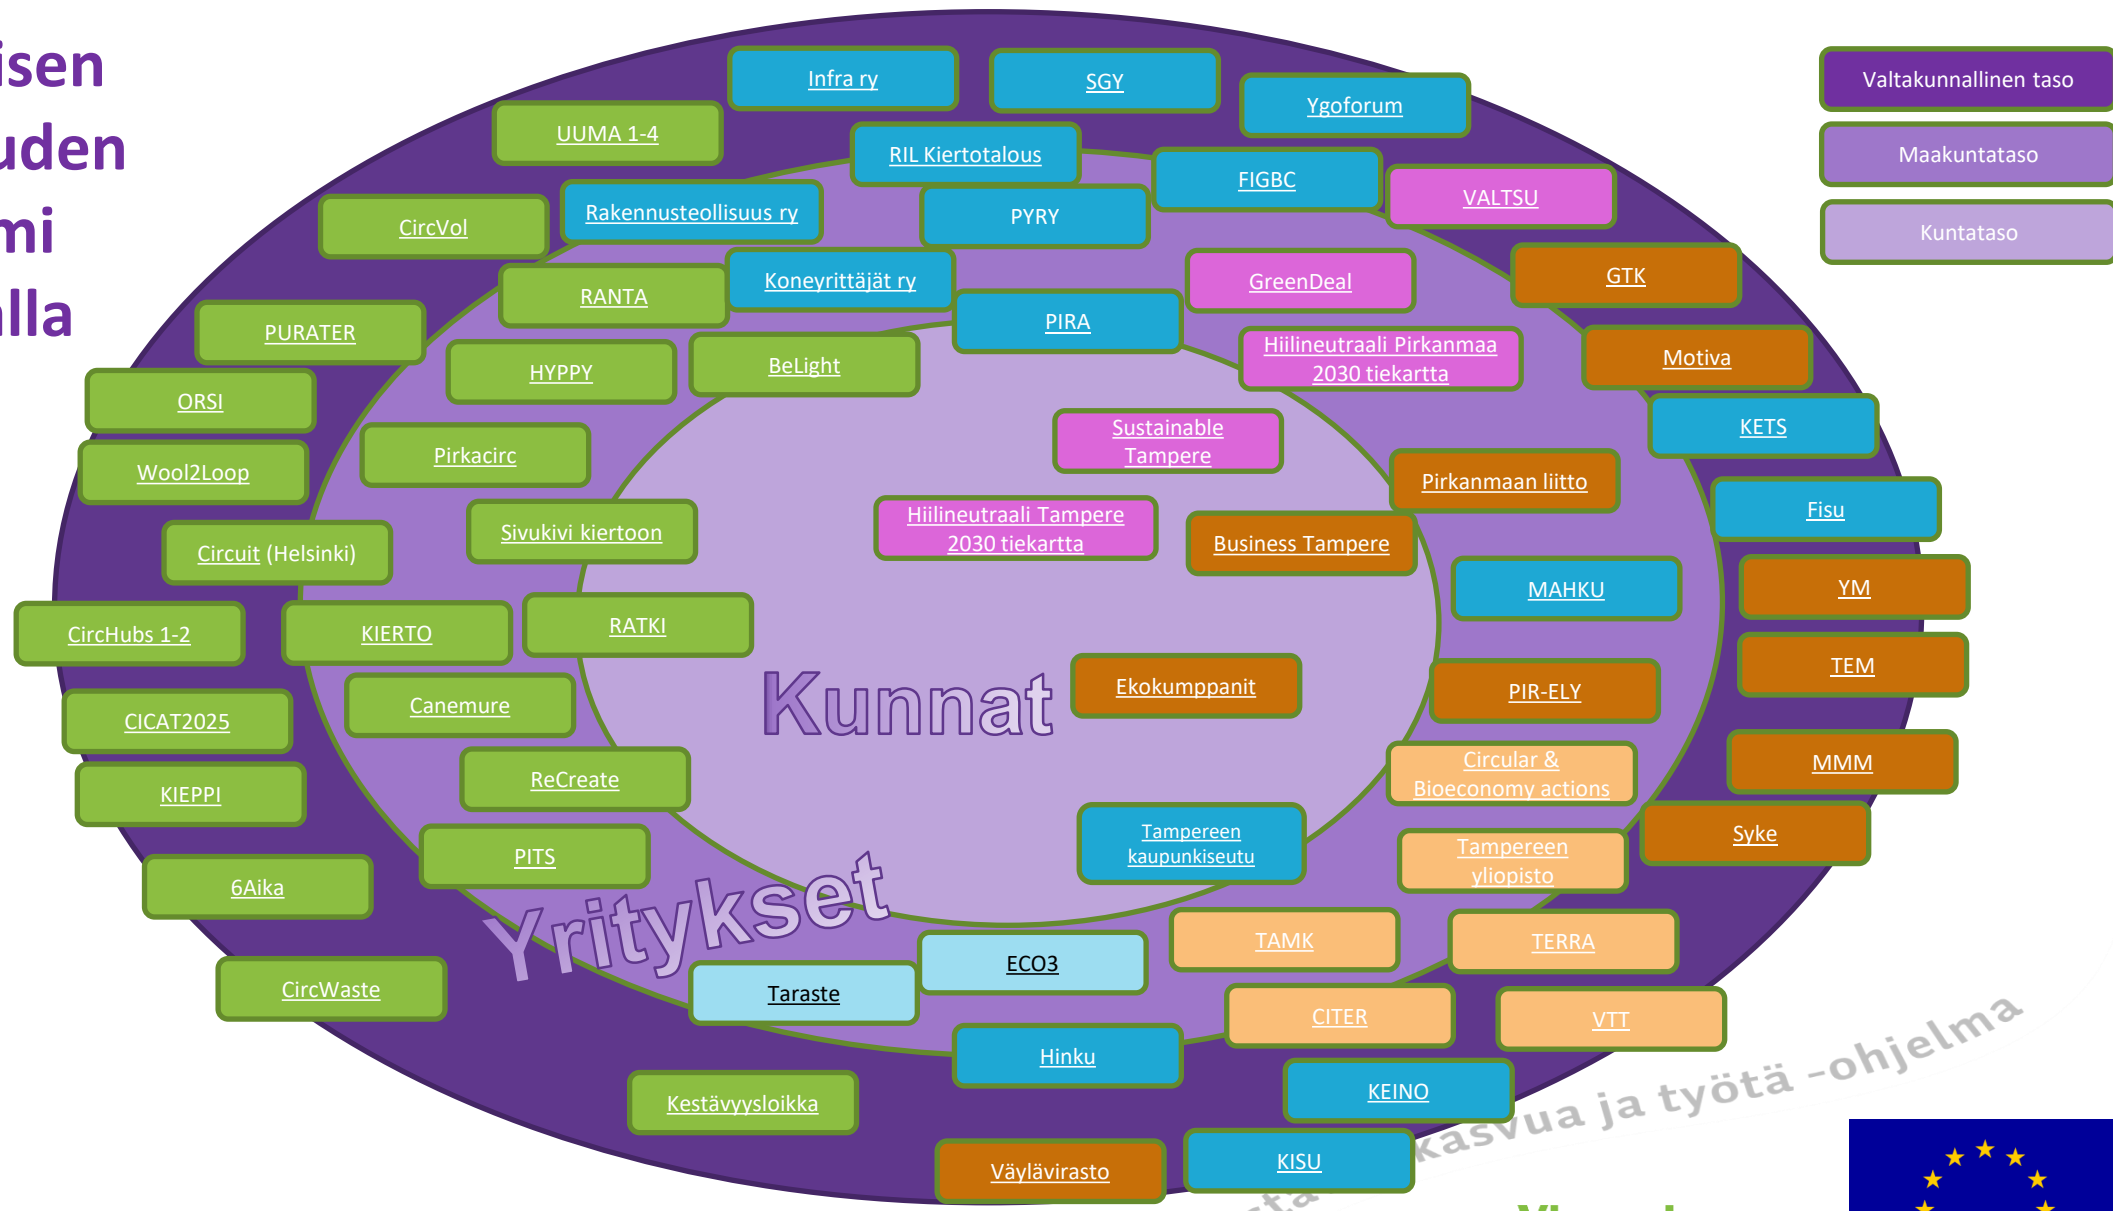 isen
uden
mi
alla
Valtakunnallinen taso
Maakuntataso
Kuntataso
Infra ry
SGY
Ygoforum
UUMA 1-4
RIL Kiertotalous
FIGBC
VALTSU
CircVol
Rakennusteollisuus ry
PYRY
GTK
RANTA
Koneyrittäjät ry
GreenDeal
PURATER
PIRA
Hiilineutraali Pirkanmaa
2030 tiekartta
Motiva
HYPPY
BeLight
ORSI
KETS
Sustainable
Tampere
Pirkacirc
Wool2Loop
Pirkanmaan liitto
Fisu
Sivukivi kiertoon
Hiilineutraali Tampere
2030 tiekartta
Business Tampere
Circuit (Helsinki)
MAHKU
YM
CircHubs 1-2
KIERTO
RATKI
TEM
Kunnat
Ekokumppanit
PIR-ELY
Canemure
CICAT2025
Circular &
Bioeconomy actions
MMM
ReCreate
KIEPPI
Tampereen
kaupunkiseutu
Syke
PITS
Tampereen
yliopisto
6Aika
Yritykset
TAMK
TERRA
ECO3
CircWaste
Taraste
CITER
VTT
Hinku
KEINO
Kestävyysloikka
kasvua ja työtä -ohjelma
Väylävirasto
KISU